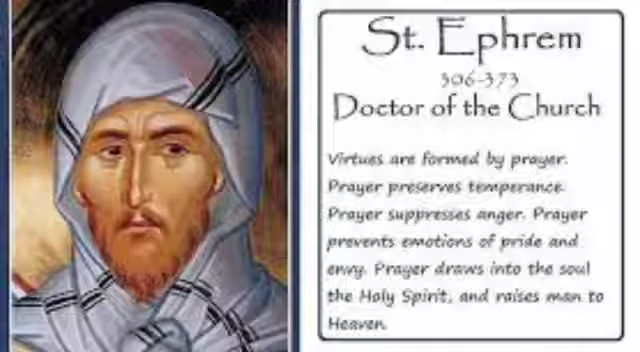 St. Ephrem
306-373
Doctor of the Church
Virtues are formed by prayer.
Prayer preserves temperance.
Prayer suppresses anger. Prayer
prevents emotions of pride and
envy. Prayer draws into the soul
the Holy Spirit, and raises man to
Heaven.